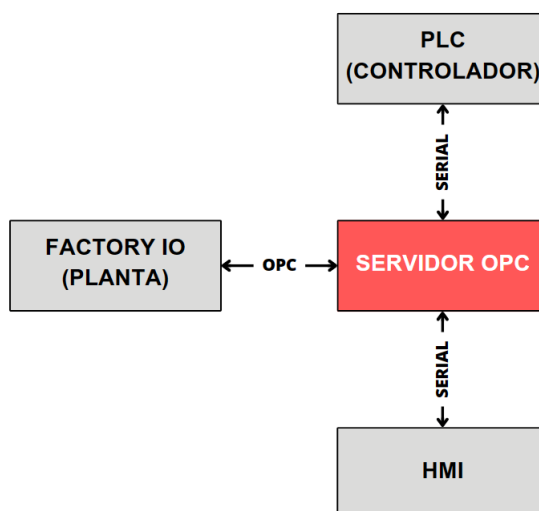 PLC
(CONTROLADOR)
SERIAL
FACTORY IO
(PLANTA)
OPC
SERVIDOR OPC
SERIAL
HMI